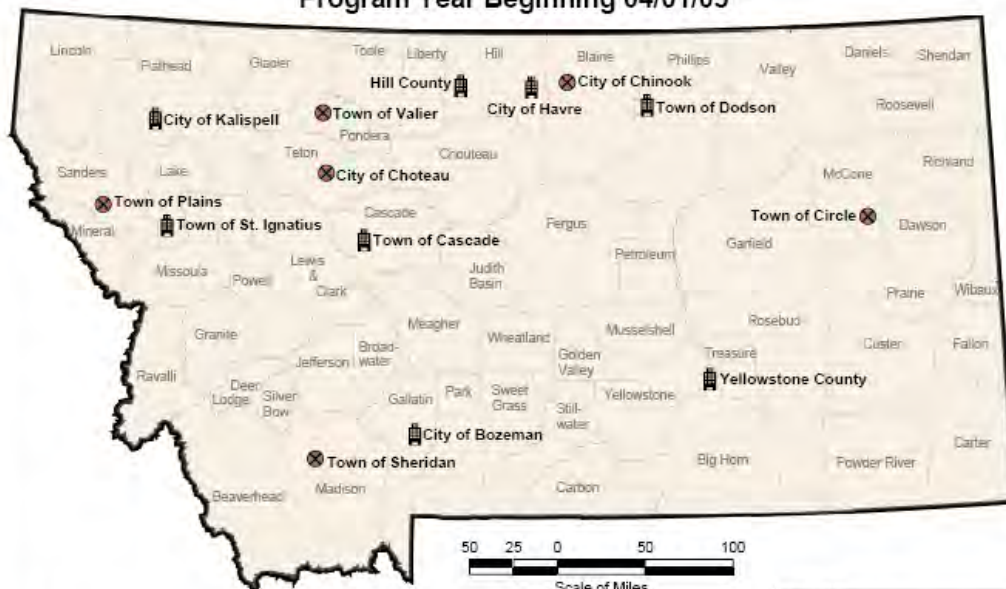 Program Year Beginning 04/01/05
Lincoln
Flathead
Glacier
Toole
Liberty
Hill
Blaine
Phillips
Valley
Daniels
Sheridan
Roosevelt
Hill County
City of Havre
City of Chinook
Town of Dodson
City of Kalispell
Town of Valier
Pondera
Teton
Chouteau
City of Choteau
Sanders
Lake
Richland
McCone
Town of Plains
Mineral
Town of St. Ignatius
Cascade
Town of Cascade
Fergus
Town of Circle
Dawson
Garfield
Petroleum
Missoula
Powell
Lewis
&
Clark
Judith
Basin
Prairie
Wibaux
Granite
Meagher
Wheatland
Musselshell
Rosebud
Custer
Fallon
Jefferson
Broad-
water
Golden
Valley
Treasure
Ravalli
Deer
Lodge
Silver
Bow
Gallatin
Park
Sweet
Grass
Still-
water
Yellowstone
Yellowstone County
City of Bozeman
Town of Sheridan
Big Horn
Powder River
Carter
Beaverhead
Madison
Carbon
50 25 0 50 100
Scale of Miles